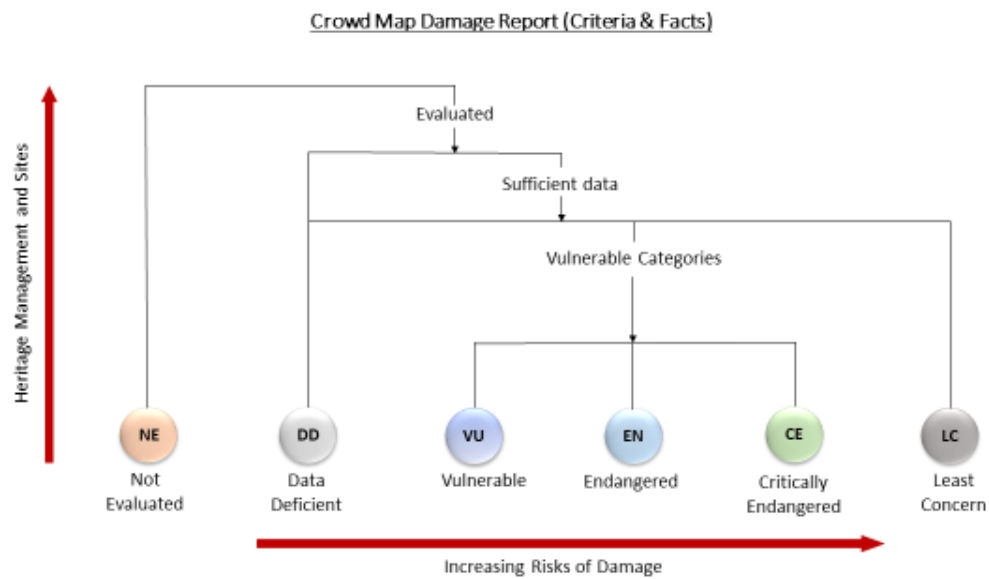 Crowd Map Damage Report (Criteria & Facts)
Evaluated
Sufficient data
Vulnerable Categories
Heritage Management and Sites
NE
DD
VU
EN
CE
LC
Not
Evaluated
Data
Deficient
Vulnerable
Endangered
Critically
Endangered
Least
Concern
Increasing Risks of Damage